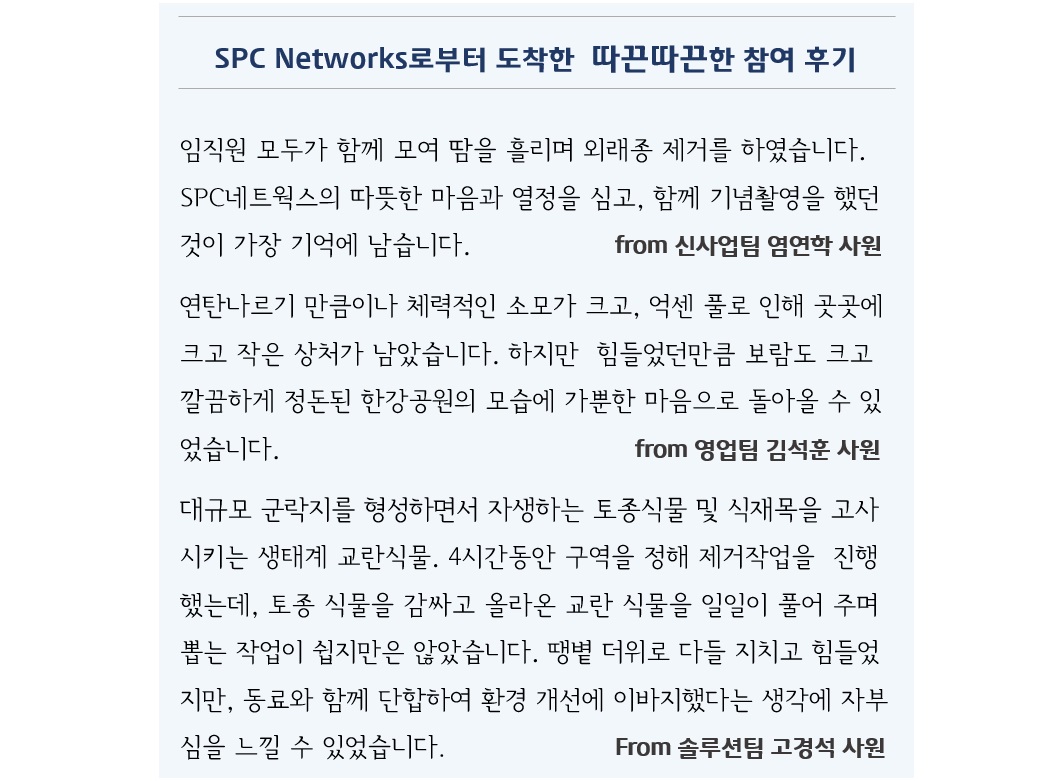 SPC Networks로부터 도착한 따끈따끈한 참여 후기
임직원 모두가 함께 모여 땀을 흘리며 외래종 제거를 하였습니다.
SPC네트웍스의 따뜻한 마음과 열정을 심고, 함께 기념촬영을 했던
것이 가장 기억에 남습니다. from 신사업팀 염연학 사원
연탄나르기 만큼이나 체력적인 소모가 크고, 억센 풀로 인해 곳곳에
크고 작은 상처가 남았습니다. 하지만 힘들었던만큼 보람도 크고
깔끔하게 정돈된 한강공원의 모습에 가뿐한 마음으로 돌아올 수 있
었습니다. from 영업팀 김석훈 사원
대규모 군락지를 형성하면서 자생하는 토종식물 및 식재목을 고사
시키는 생태계 교란식물. 4시간동안 구역을 정해 제거작업을 진행
했는데, 토종 식물을 감싸고 올라온 교란 식물을 일일이 풀어 주며
뽑는 작업이 쉽지만은 않았습니다. 땡볕 더위로 다들 지치고 힘들었
지만, 동료와 함께 단합하여 환경 개선에 이바지했다는 생각에 자부
심을 느낄 수 있었습니다. From 솔루션팀 고경석 사원